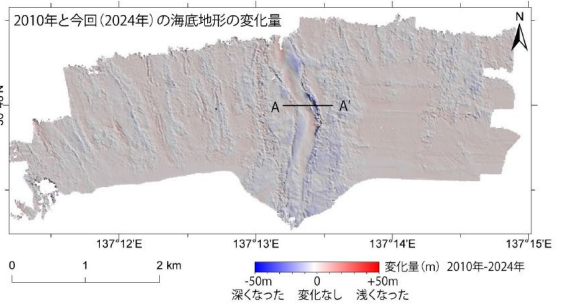 2010年と今回（2024年）の海底地形の変化量
N
A A'
137°12'E 137°13'E 137°14'E 137°15'E
0 1 2 km
変化量（m） 2010年-2024年
-50m 0 +50m
深くなった 変化なし 浅くなった